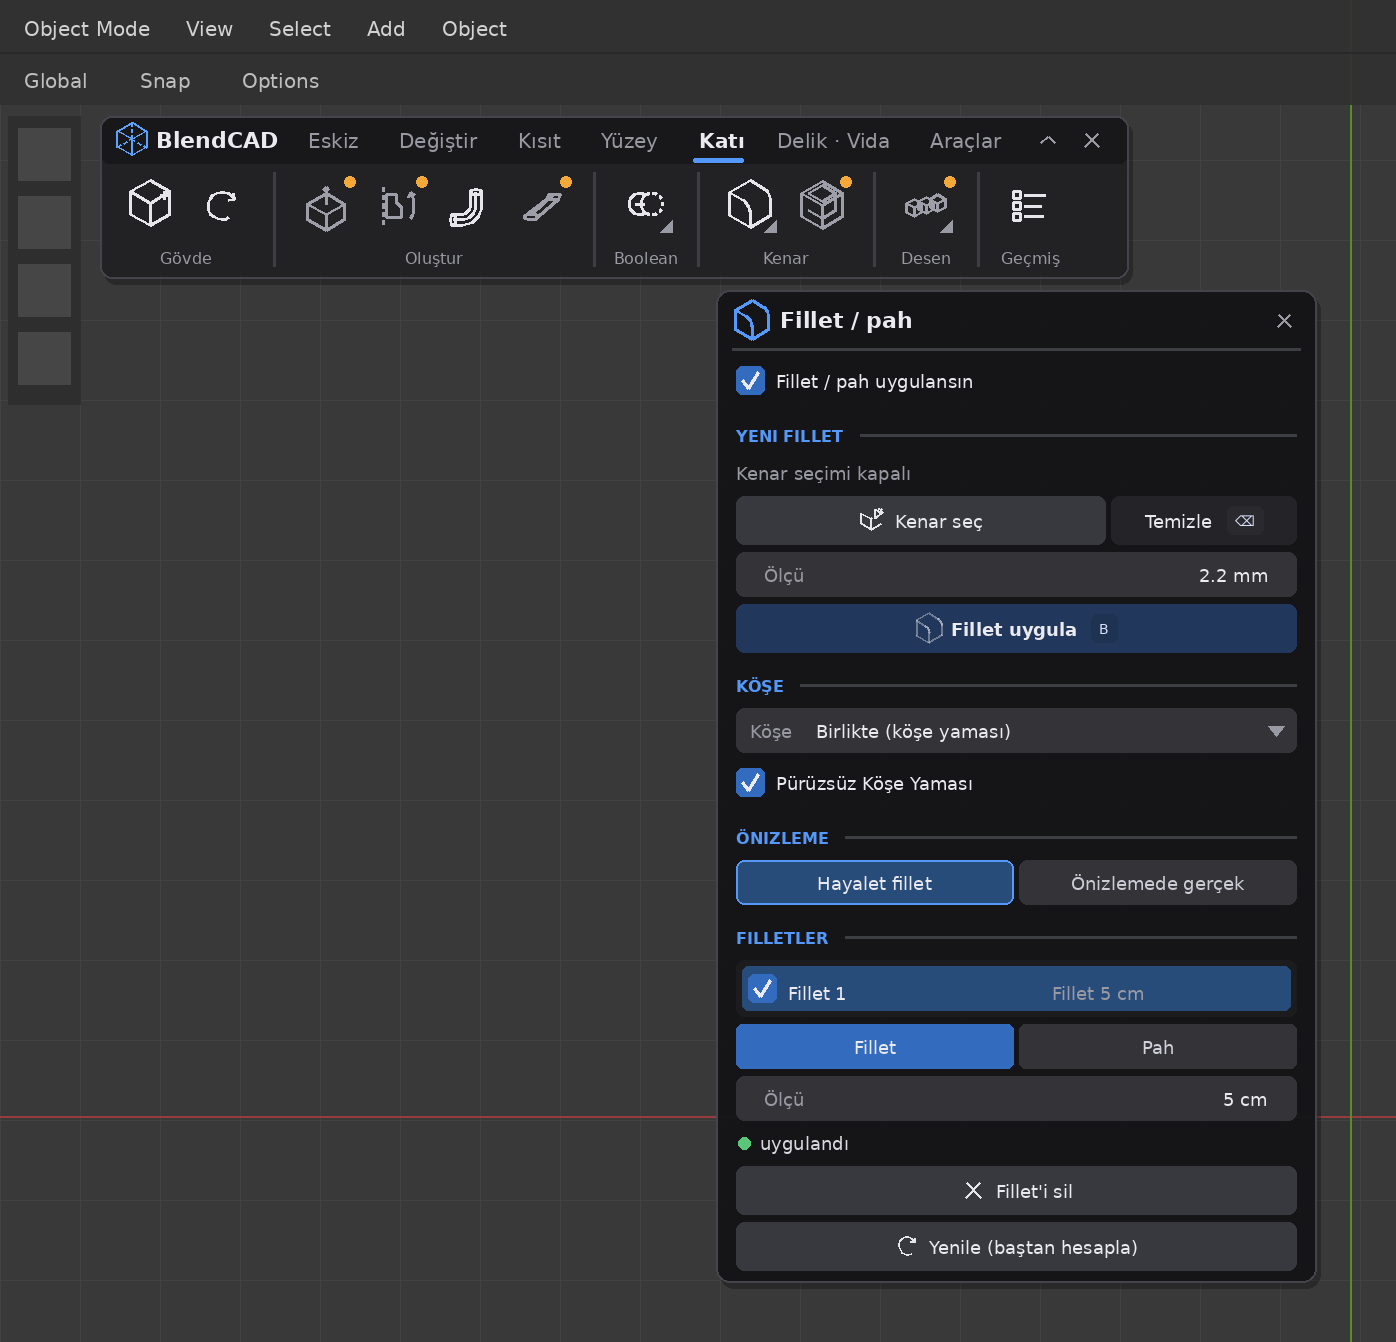 Object Mode View Select Add Object
Global Snap Options
BlendCAD Eskiz Değiştir Kısıt Yüzey Katı Delik · Vida Araçlar
Gövde Oluştur Boolean Kenar Desen Geçmiş
Fillet / pah
Fillet / pah uygulansın
YENI FILLET
Kenar seçimi kapalı
Kenar seç Temizle ⌫
Ölçü 2.2 mm
Fillet uygula B
KÖŞE
Köşe Birlikte (köşe yaması)
Pürüzsüz Köşe Yaması
ÖNIZLEME
Hayalet fillet Önizlemede gerçek
FILLETLER
Fillet 1 Fillet 5 cm
Fillet Pah
Ölçü 5 cm
uygulandı
Fillet'i sil
Yenile (baştan hesapla)